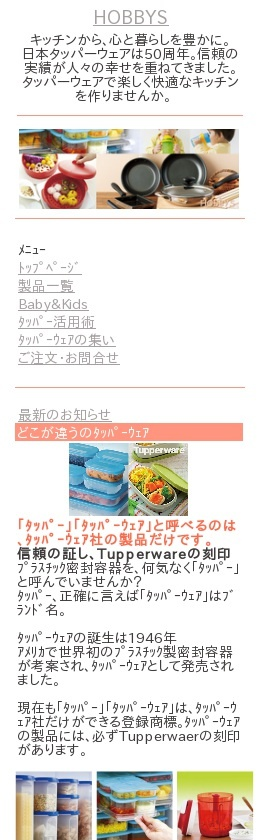 HOBBYS
キッチンから、心と暮らしを豊かに。
日本タッパーウェアは50周年。信頼の
実績が人々の幸せを重ねてきました。
タッパーウェアで楽しく快適なキッチン
を作りませんか。
HOBBYS
ﾒﾆｭｰ
ﾄｯﾌﾟﾍﾟｰｼﾞ
製品一覧
Baby&Kids
ﾀｯﾊﾟｰ活用術
ﾀｯﾊﾟｰｳｪｱの集い
ご注文・お問合せ
最新のお知らせ
どこが違うのﾀｯﾊﾟｰｳｪｱ
Tupperware
「ﾀｯﾊﾟｰ」「ﾀｯﾊﾟｰｳｪｱ」と呼べるのは
、ﾀｯﾊﾟｰｳｪｱ社の製品だけです。
信頼の証し、Tupperwareの刻印
ﾌﾟﾗｽﾁｯｸ密封容器を、何気なく「ﾀｯﾊﾟｰ」
と呼んでいませんか?
ﾀｯﾊﾟｰ、正確に言えば「ﾀｯﾊﾟｰｳｪｱ」はﾌﾞ
ﾗﾝﾄﾞ名。
ﾀｯﾊﾟｰｳｪｱの誕生は1946年
ｱﾒﾘｶで世界初のﾌﾟﾗｽﾁｯｸ製密封容器
が考案され、ﾀｯﾊﾟｰｳｪｱとして発売され
ました。
現在も「ﾀｯﾊﾟｰ」「ﾀｯﾊﾟｰｳｪｱ」は、ﾀｯﾊﾟｰｳ
ｪｱ社だけができる登録商標。ﾀｯﾊﾟｰｳｪｱ
の製品には、必ずTupperwaerの刻印
があります。